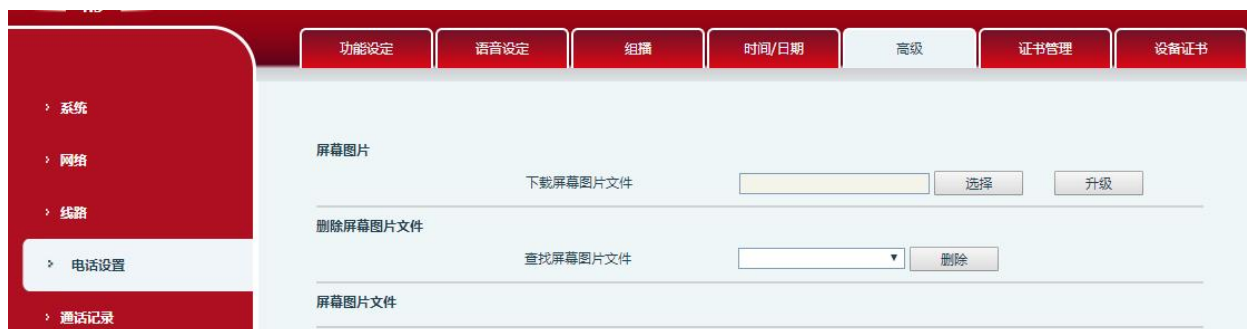 功能设定 语音设定 组播 时间/日期 高级 证书管理 设备证书
系统
网络
线路
电话设置
通话记录
屏幕图片
下载屏幕图片文件 选择 升级
删除屏幕图片文件
查找屏幕图片文件 删除
屏幕图片文件